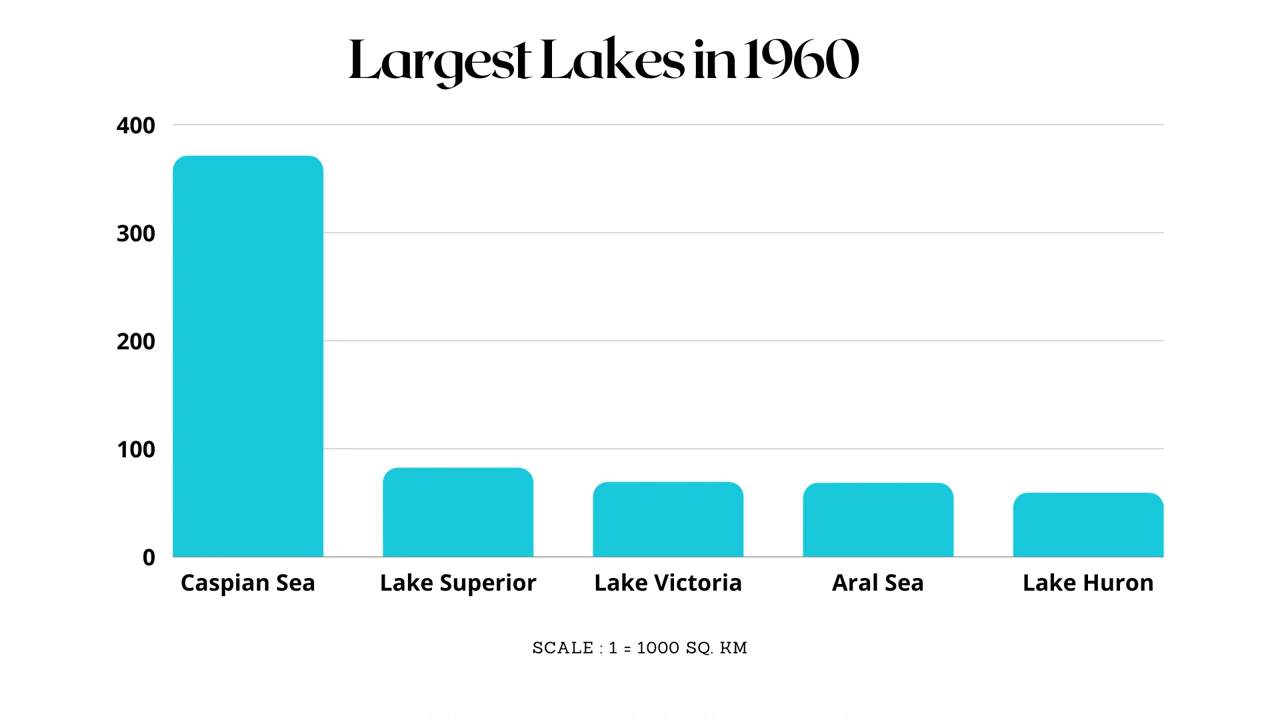 Largest Lakes in 1960
400
300
200
100
0
Caspian Sea Lake Superior Lake Victoria Aral Sea Lake Huron
SCALE : 1 = 1000 SQ. KM